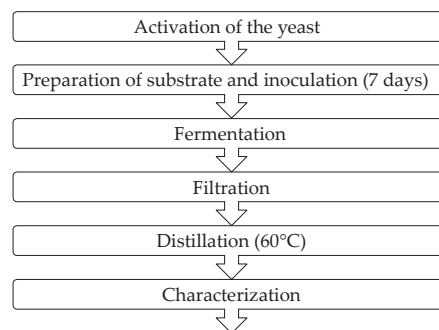 Activation of the yeast
Preparation of substrate and inoculation (7 days)
Fermentation
Filtration
Distillation (60°C)
Characterization